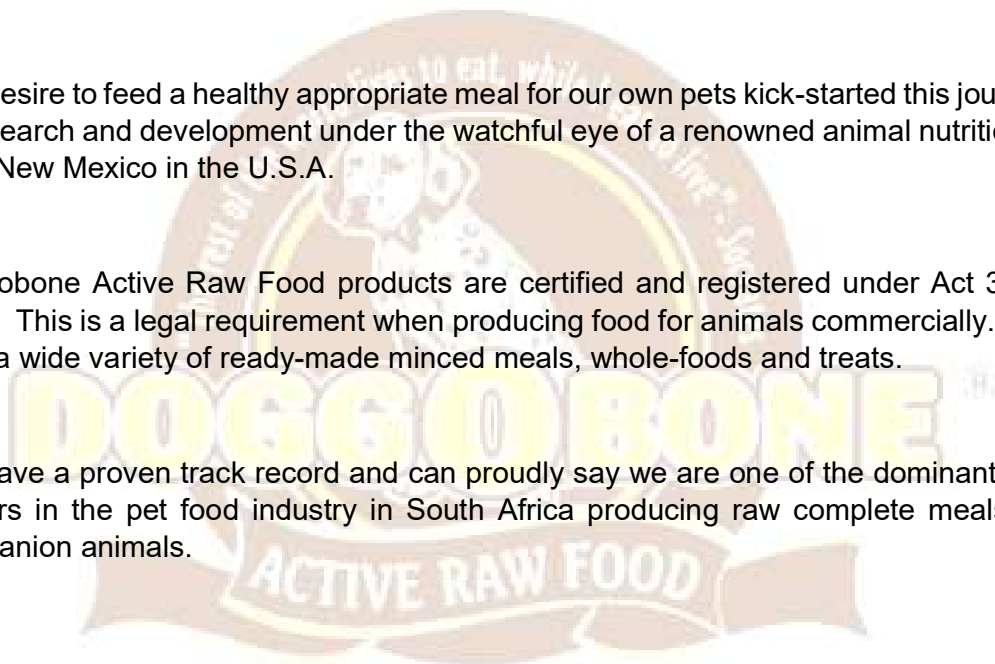 esire to feed a healthy appropriate meal for our own pets kick-started this jou
earch and development under the watchful eye of a renowned animal nutriti
New Mexico in the U.S.A.
obone Active Raw Food products are certified and registered under Act 3
This is a legal requirement when producing food for animals commercially.
a wide variety of ready-made minced meals, whole-foods and treats.
DOGGOBONE
ave a proven track record and can proudly say we are one of the dominant
rs in the pet food industry in South Africa producing raw complete meals
anion animals.
ACTIVE RAW FOOD